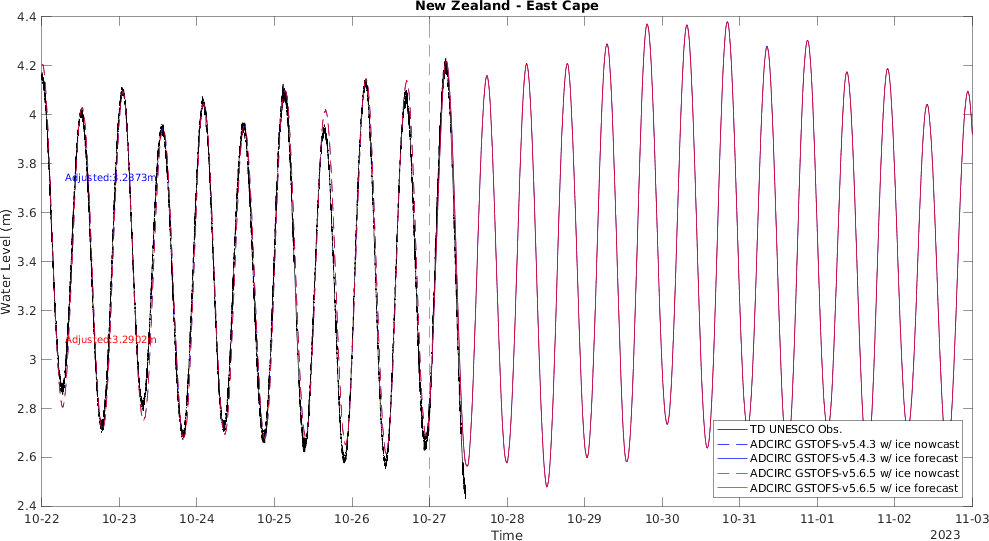 New Zealand - East Cape
4.4
4.2
4
3.8
3.6
3.4
3.2
3
2.8
2.6
2.4
Water Level (m)
Adjusted:3.2873m
Adjusted:3.2902m
TD UNESCO Obs.
ADCIRC GSTOFS-v5.4.3 w/ ice nowcast
ADCIRC GSTOFS-v5.4.3 w/ ice forecast
ADCIRC GSTOFS-v5.6.5 w/ ice nowcast
ADCIRC GSTOFS-v5.6.5 w/ ice forecast
10-22 10-23 10-24 10-25 10-26 10-27 10-28 10-29 10-30 10-31 11-01 11-02 11-03
Time
2023